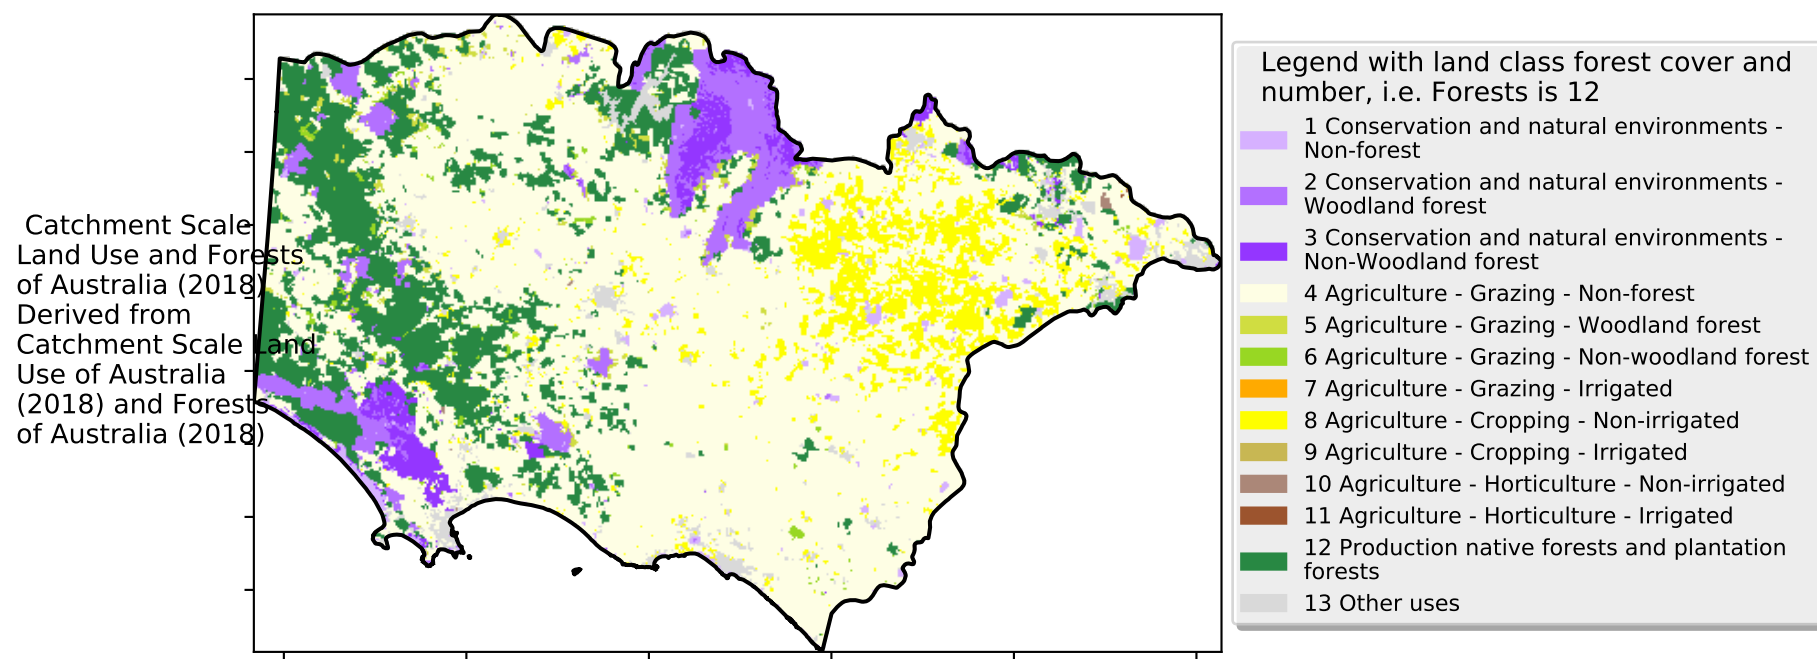 Catchment Scale
Land Use and Forests
of Australia (2018)
Derived from
Catchment Scale Land
Use of Australia
(2018) and Forests
of Australia (2018)
Legend with land class forest cover and
number, i.e. Forests is 12
1 Conservation and natural environments -
Non-forest
2 Conservation and natural environments -
Woodland forest
3 Conservation and natural environments -
Non-Woodland forest
4 Agriculture - Grazing - Non-forest
5 Agriculture - Grazing - Woodland forest
6 Agriculture - Grazing - Non-woodland forest
7 Agriculture - Grazing - Irrigated
8 Agriculture - Cropping - Non-irrigated
9 Agriculture - Cropping - Irrigated
10 Agriculture - Horticulture - Non-irrigated
11 Agriculture - Horticulture - Irrigated
12 Production native forests and plantation
forests
13 Other uses